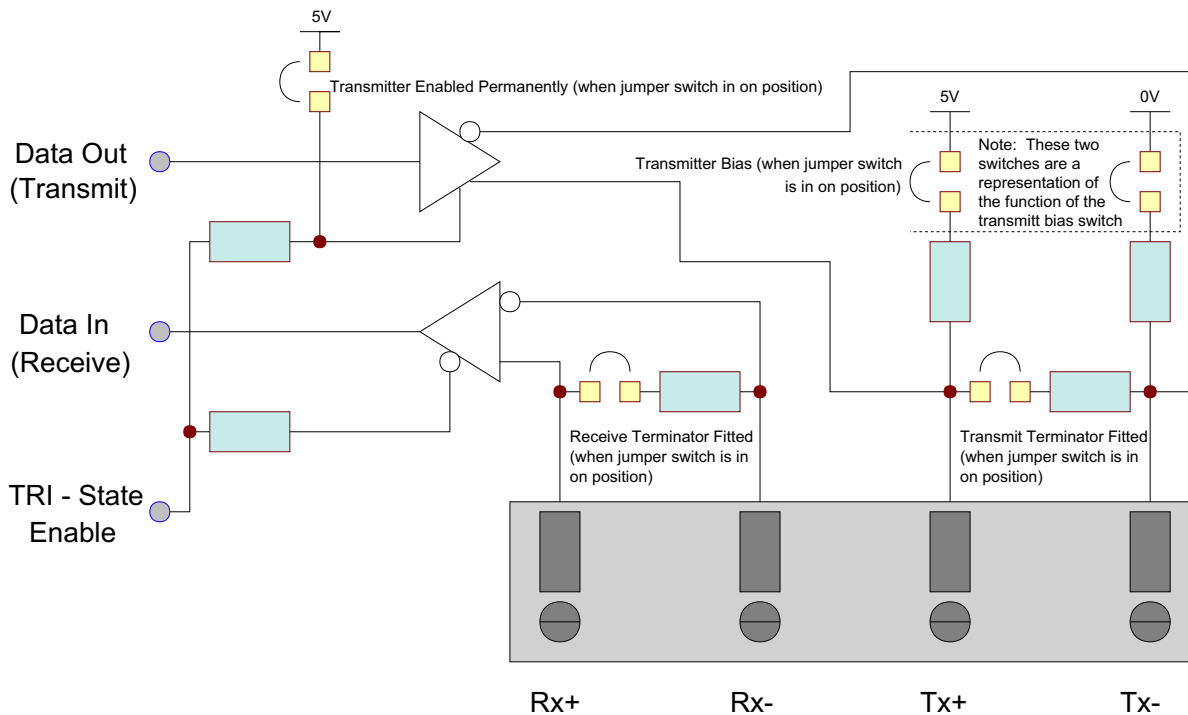 5V
Transmitter Enabled Permanently (when jumper switch in on position)
5V
0V
Data Out
(Transmit)
Transmitter Bias (when jumper switch
is in on position)
Note: These two
switches are a
representation of
the function of the
transmitt bias switch
Data In
(Receive)
Receive Terminator Fitted
(when jumper switch is in
on position)
Transmit Terminator Fitted
(when jumper switch is in
on position)
TRI - State
Enable
Rx+
Rx-
Tx+
Tx-